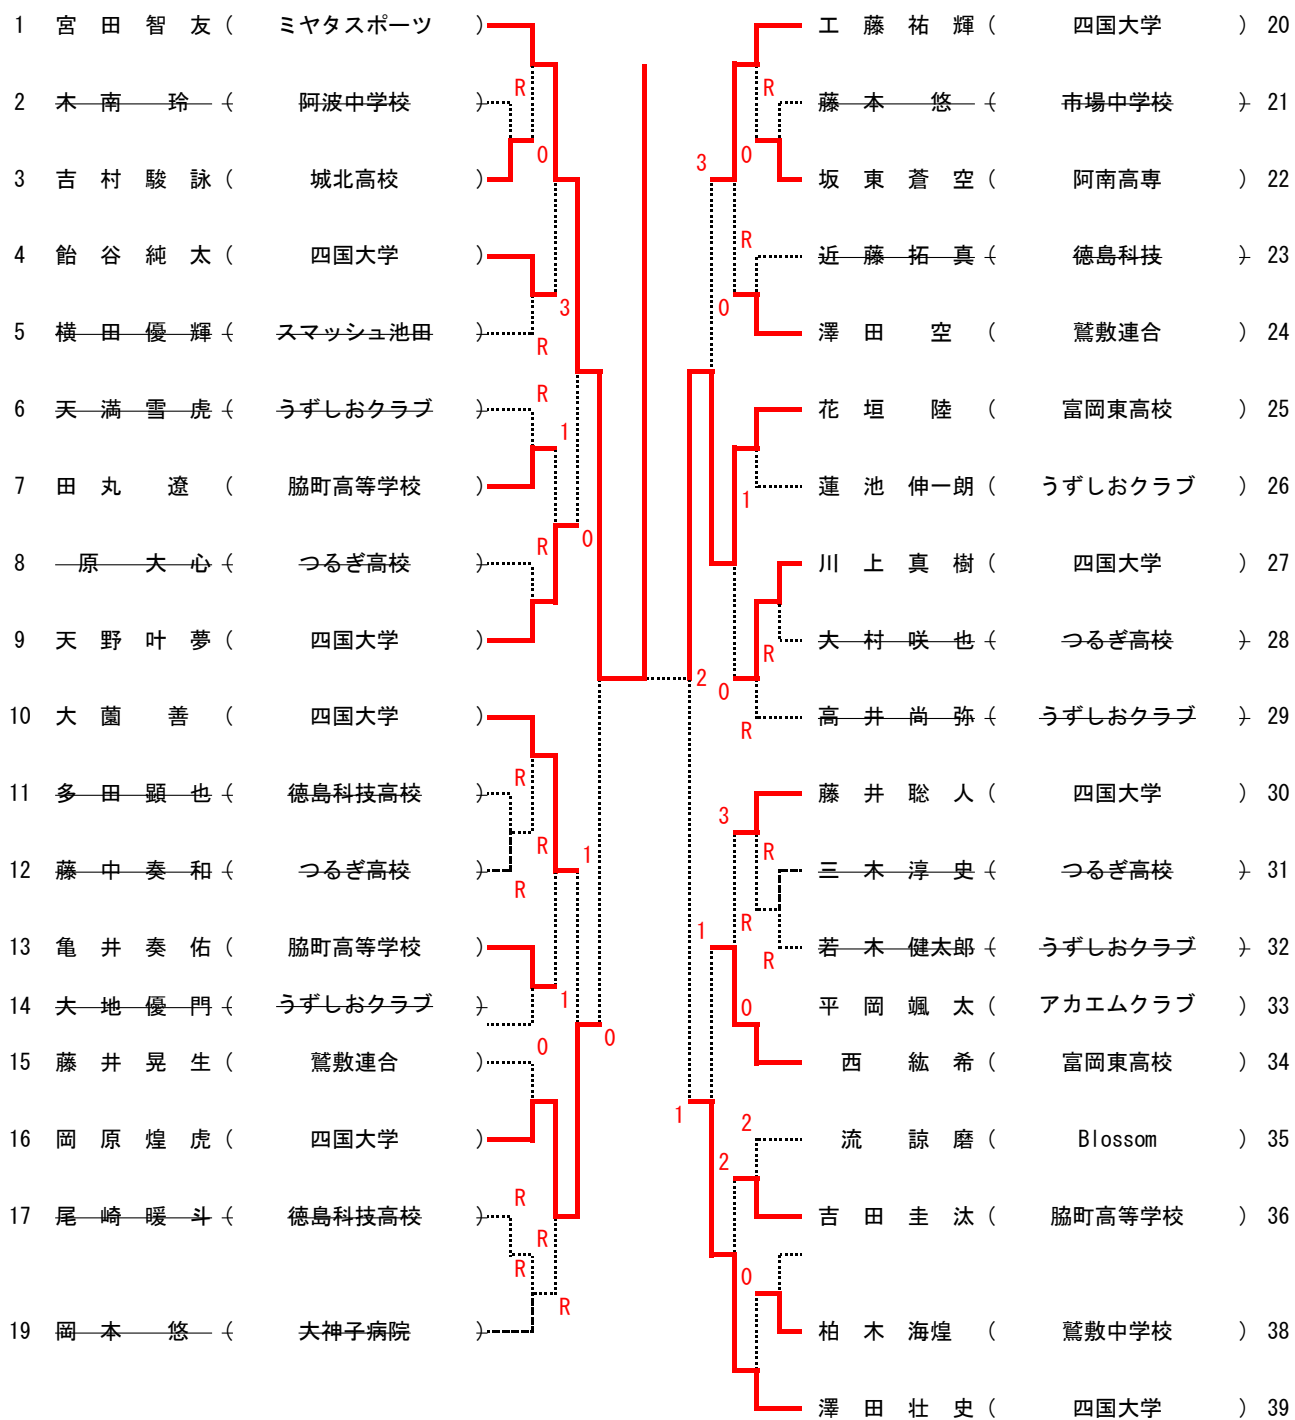 1 宮田智友 ( ミヤタスポーツ )
2 木南 玲 ( 阿波中学校 )
3 吉村駿詠 ( 城北高校 )
4 飴谷純太 ( 四国大学 )
5 横田優輝 ( スマッシュ池田 )
6 天満雪虎 ( うずしおクラブ )
7 田丸 遼 ( 脇町高等学校 )
8 原 大心 ( つるぎ高校 )
9 天野叶夢 ( 四国大学 )
10 大薗 善 ( 四国大学 )
11 多田顕也 ( 徳島科技高校 )
12 藤中奏和 ( つるぎ高校 )
13 亀井奏佑 ( 脇町高等学校 )
14 大地優門 ( うずしおクラブ )
15 藤井晃生 ( 鷲敷連合 )
16 岡原煌虎 ( 四国大学 )
17 尾崎暖斗 ( 徳島科技高校 )
19 岡本 悠 ( 大神子病院 )
R
0
3
R
R
1
R
0
R
R
1
R
1
0
0
R
R
R
R
工藤祐輝 ( 四国大学 ) 20
藤本 悠 ( 市場中学校 ) 21
坂東蒼空 ( 阿南高専 ) 22
近藤拓真 ( 徳島科技 ) 23
澤田 空 ( 鷲敷連合 ) 24
花垣 陸 ( 富岡東高校 ) 25
蓮池伸一朗 ( うずしおクラブ ) 26
川上真樹 ( 四国大学 ) 27
大村咲也 ( つるぎ高校 ) 28
高井尚弥 ( うずしおクラブ ) 29
藤井聡人 ( 四国大学 ) 30
三木淳史 ( つるぎ高校 ) 31
若木健太郎 ( うずしおクラブ ) 32
平岡颯太 ( アカエムクラブ ) 33
西 紘希 ( 富岡東高校 ) 34
流 諒磨 ( Blossom ) 35
吉田圭汰 ( 脇町高等学校 ) 36
柏木海煌 ( 鷲敷中学校 ) 38
澤田壮史 ( 四国大学 ) 39
R
3
0
R
0
1
R
2
0
R
3
R
R
1
R
0
1
2
2
0